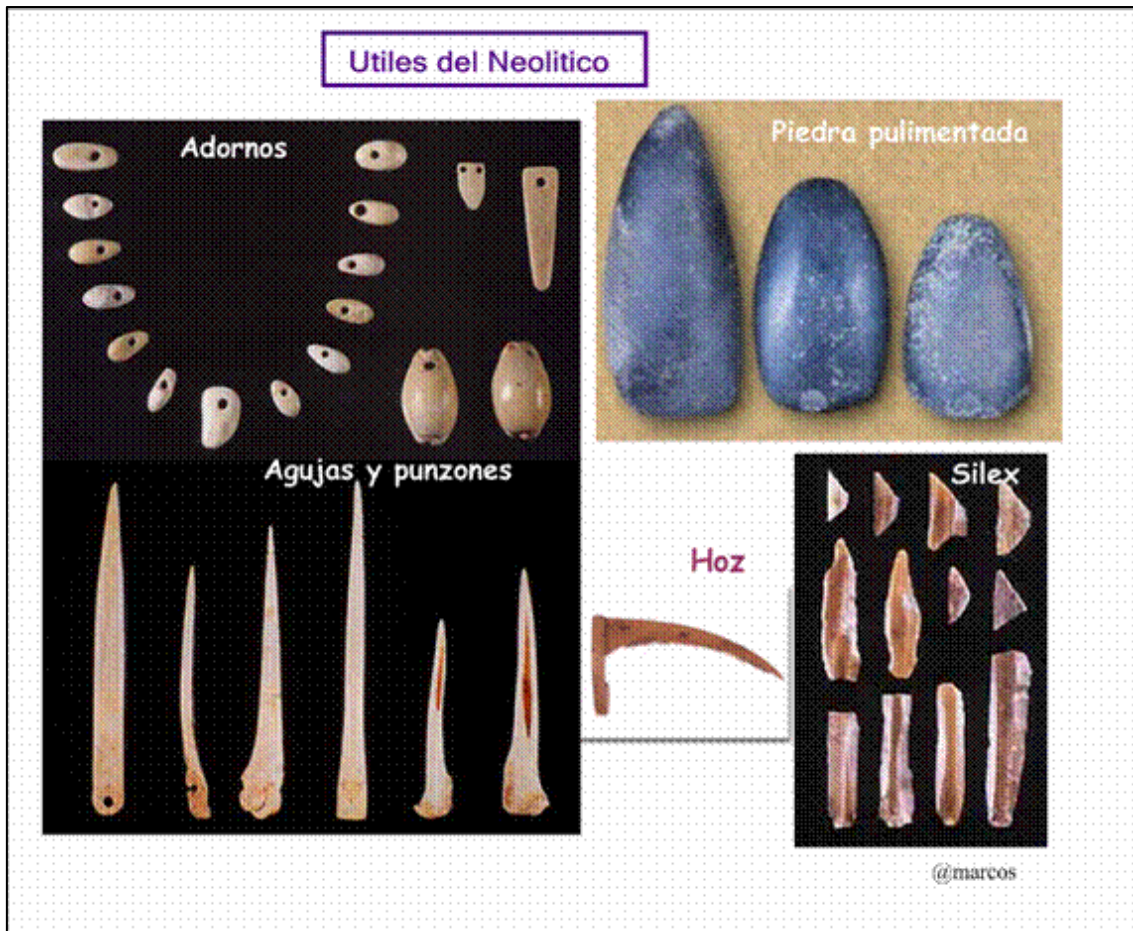 Utiles del Neolitico
Adornos
Piedra pulimentada
Agujas y punzones
Hoz
Silex
@marcos